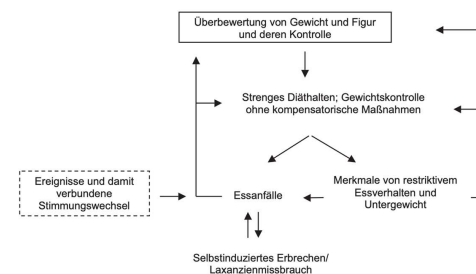 Überbewertung von Gewicht und Figur
und deren Kontrolle
Strenges Diäthalten; Gewichtskontrolle
ohne kompensatorische Maßnahmen
Ereignisse und damit
verbundene
Stimmungswechsel
Essanfälle
Merkmale von restriktivem
Essverhalten und
Untergewicht
Selbstinduziertes Erbrechen/
Laxanzienmissbrauch